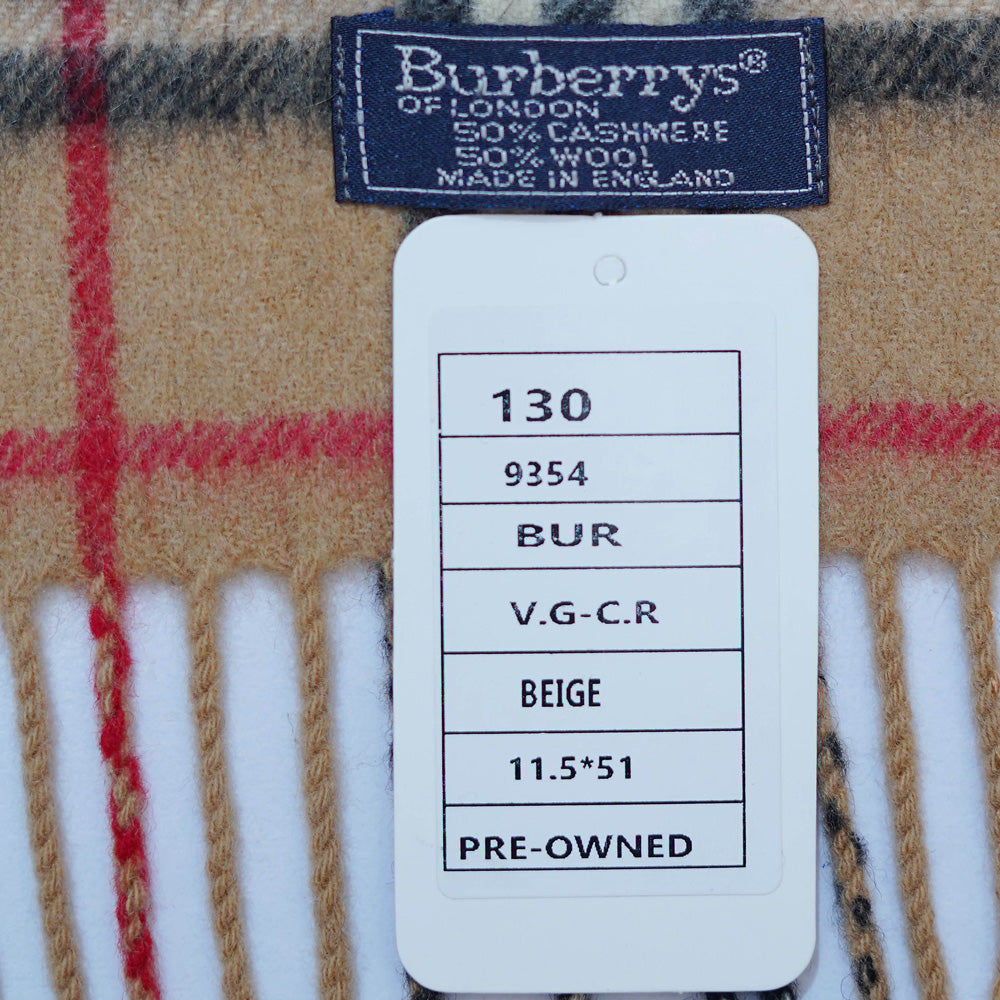 Burberrys®
OF LONDON
50% CASHMERE
50% WOOL
MADE IN ENGLAND
130
9354
BUR
V.G-C.R
BEIGE
11.5*51
PRE-OWNED